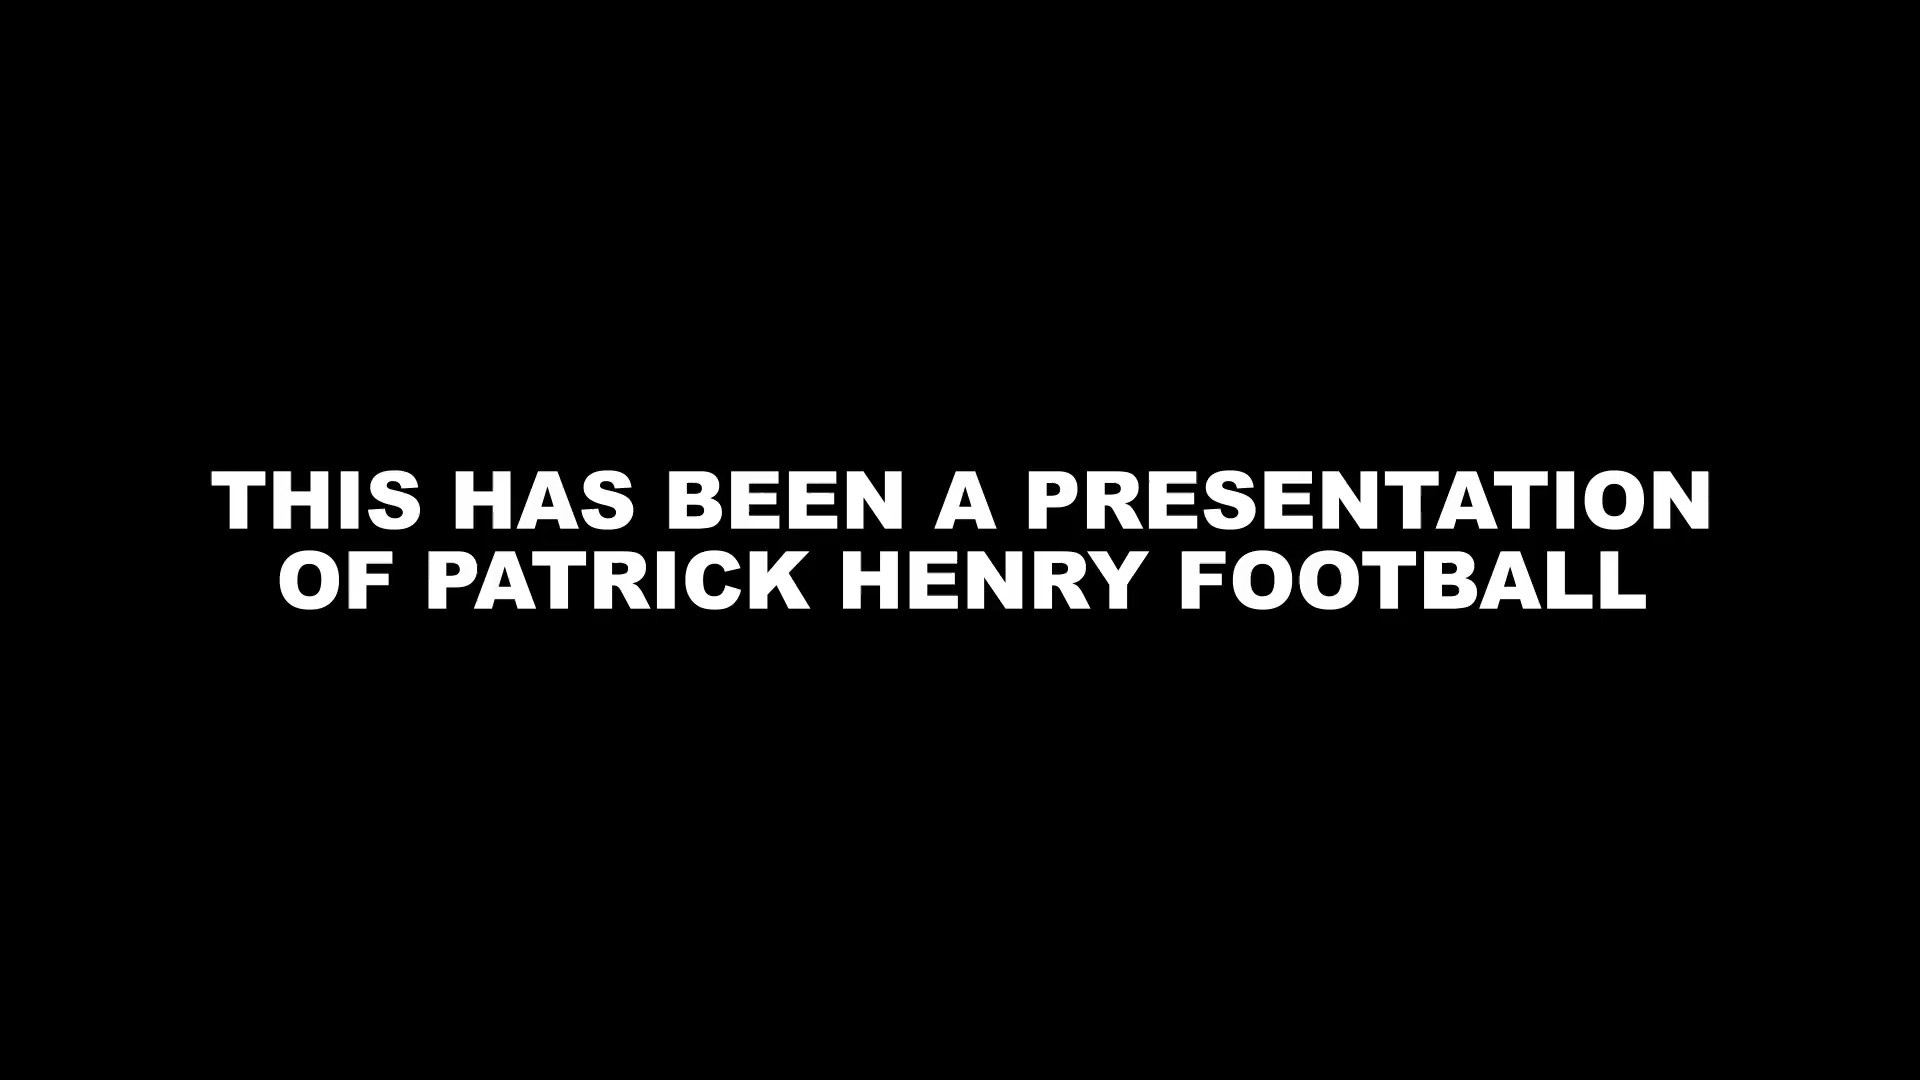 THIS HAS BEEN A PRESENTATION
OF PATRICK HENRY FOOTBALL